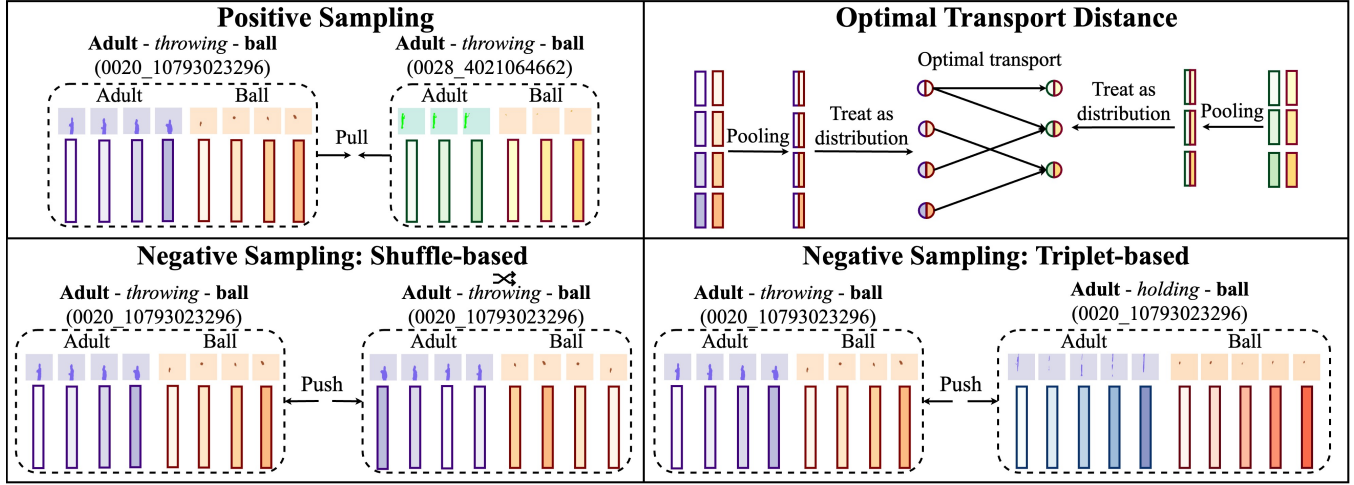 Positive Sampling
Adult - throwing - ball
(0020_10793023296)
Adult
Ball
Pull
Adult - throwing - ball
(0028_4021064662)
Adult
Ball
Optimal Transport Distance
Pooling
Treat as
distribution
Optimal transport
Treat as
distribution
Pooling
Negative Sampling: Shuffle-based
Adult - throwing - ball
(0020_10793023296)
Adult
Ball
Push
Adult - throwing - ball
(0020_10793023296)
Adult
Ball
Negative Sampling: Triplet-based
Adult - throwing - ball
(0020_10793023296)
Adult
Ball
Push
Adult - holding - ball
(0020_10793023296)
Adult
Ball